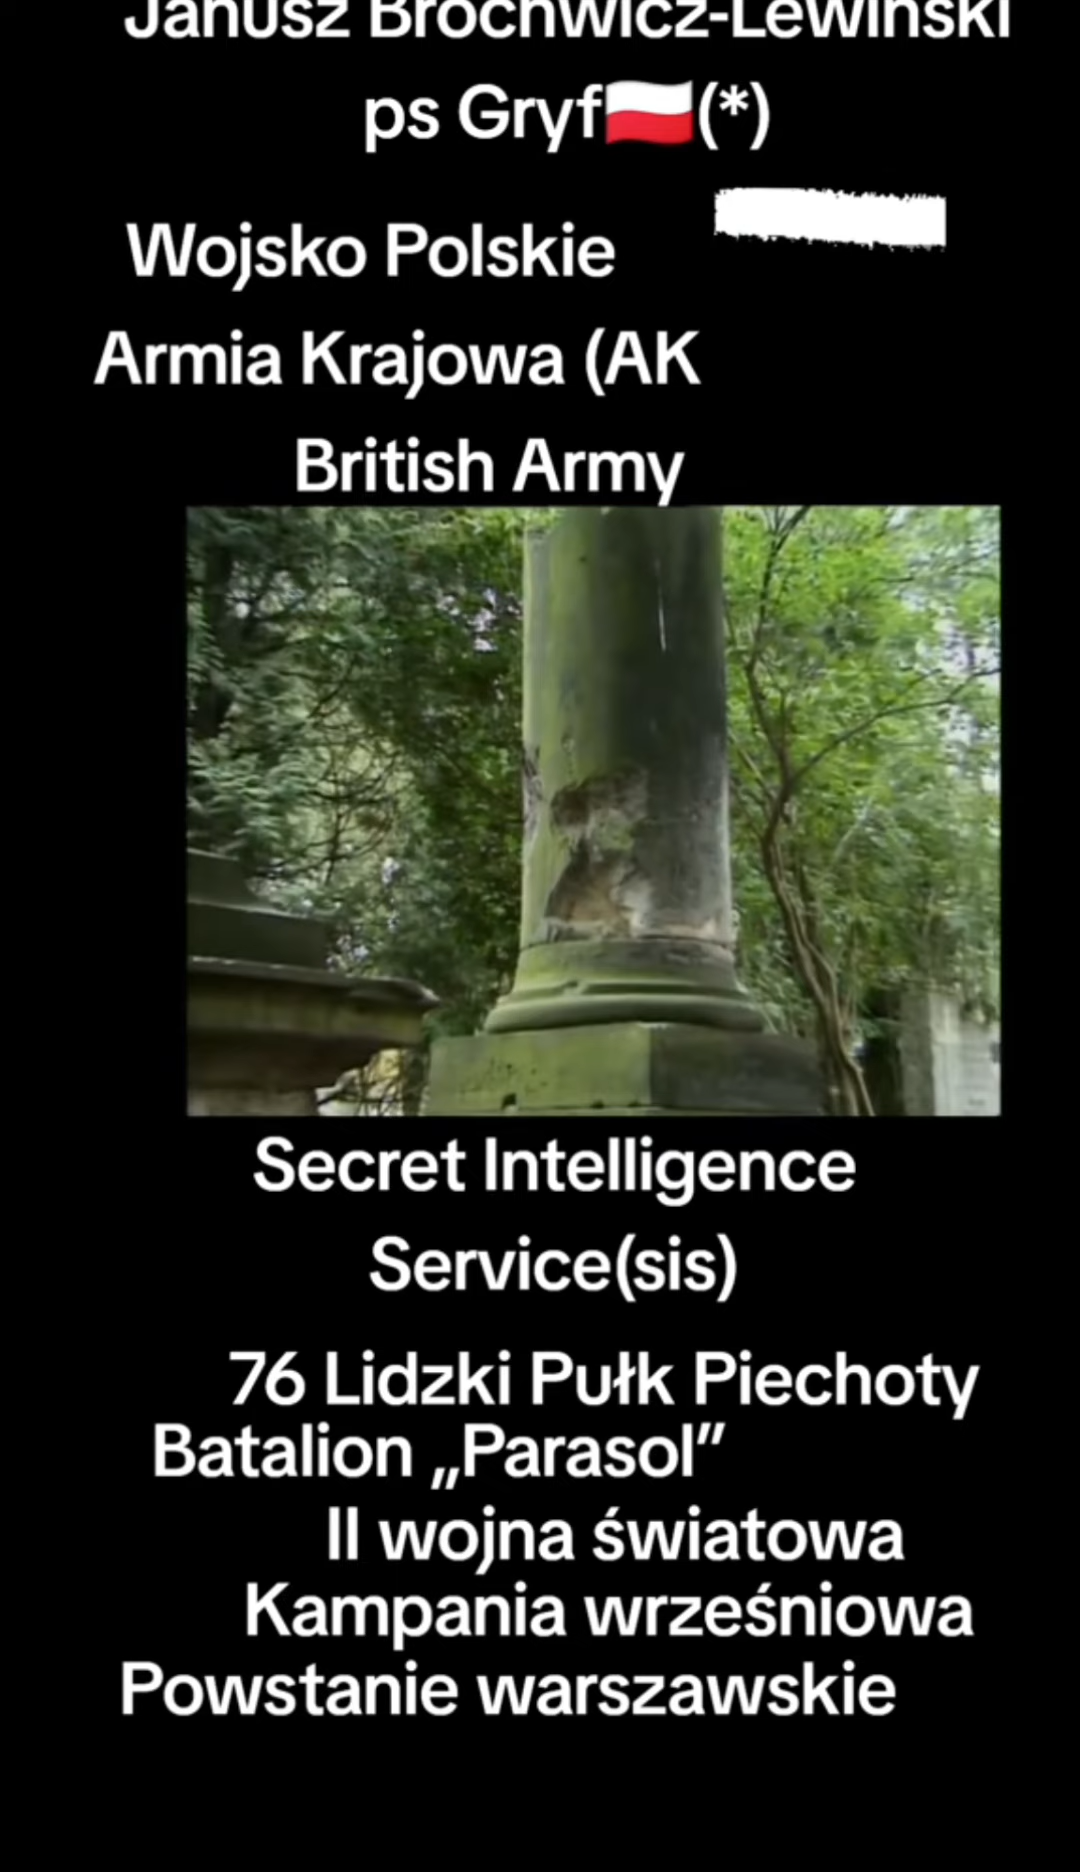 Janusz Brochwicz-Lewiński
ps Gryf🇵🇱(*)
Wojsko Polskie
Armia Krajowa (AK
British Army
Secret Intelligence
Service(sis)
76 Lidzki Pułk Piechoty
Batalion „Parasol”
II wojna światowa
Kampania wrześniowa
Powstanie warszawskie